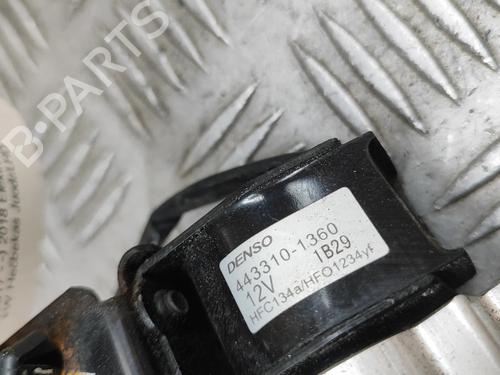 B-PARTS
DENSO
443310-1360
12V 1B29
HFC134a/HFO1234yf